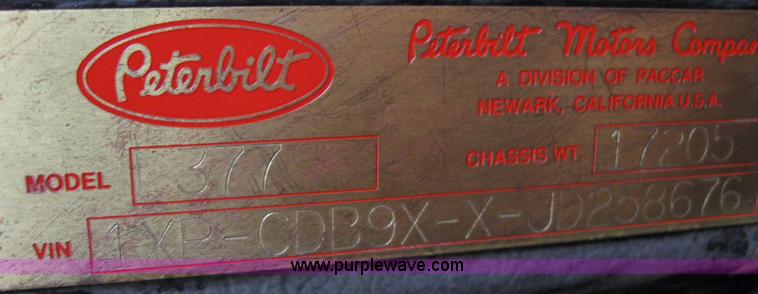 Peterbilt
Peterbilt Motors Compan
A DIVISION OF PACCAR
NEWARK, CALIFORNIA U.S.A.
MODEL 377
CHASSIS WT 17205
VIN 1XP-CDB9X-X-JD258676
www.purplewave.com